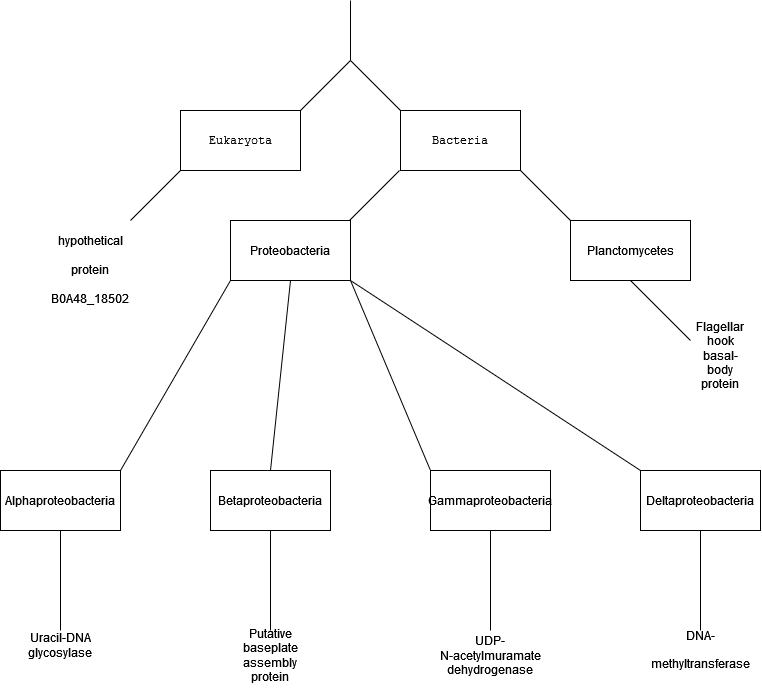 Eukaryota
Bacteria
hypothetical
protein
B0A48_18502
Proteobacteria
Planctomycetes
Flagellar
hook
basal-
body
protein
Alphaproteobacteria
Betaproteobacteria
Gammaproteobacteria
Deltaproteobacteria
Uracil-DNA
glycosylase
Putative
baseplate
assembly
protein
UDP-
N-acetylmuramate
dehydrogenase
DNA-
methyltransferase